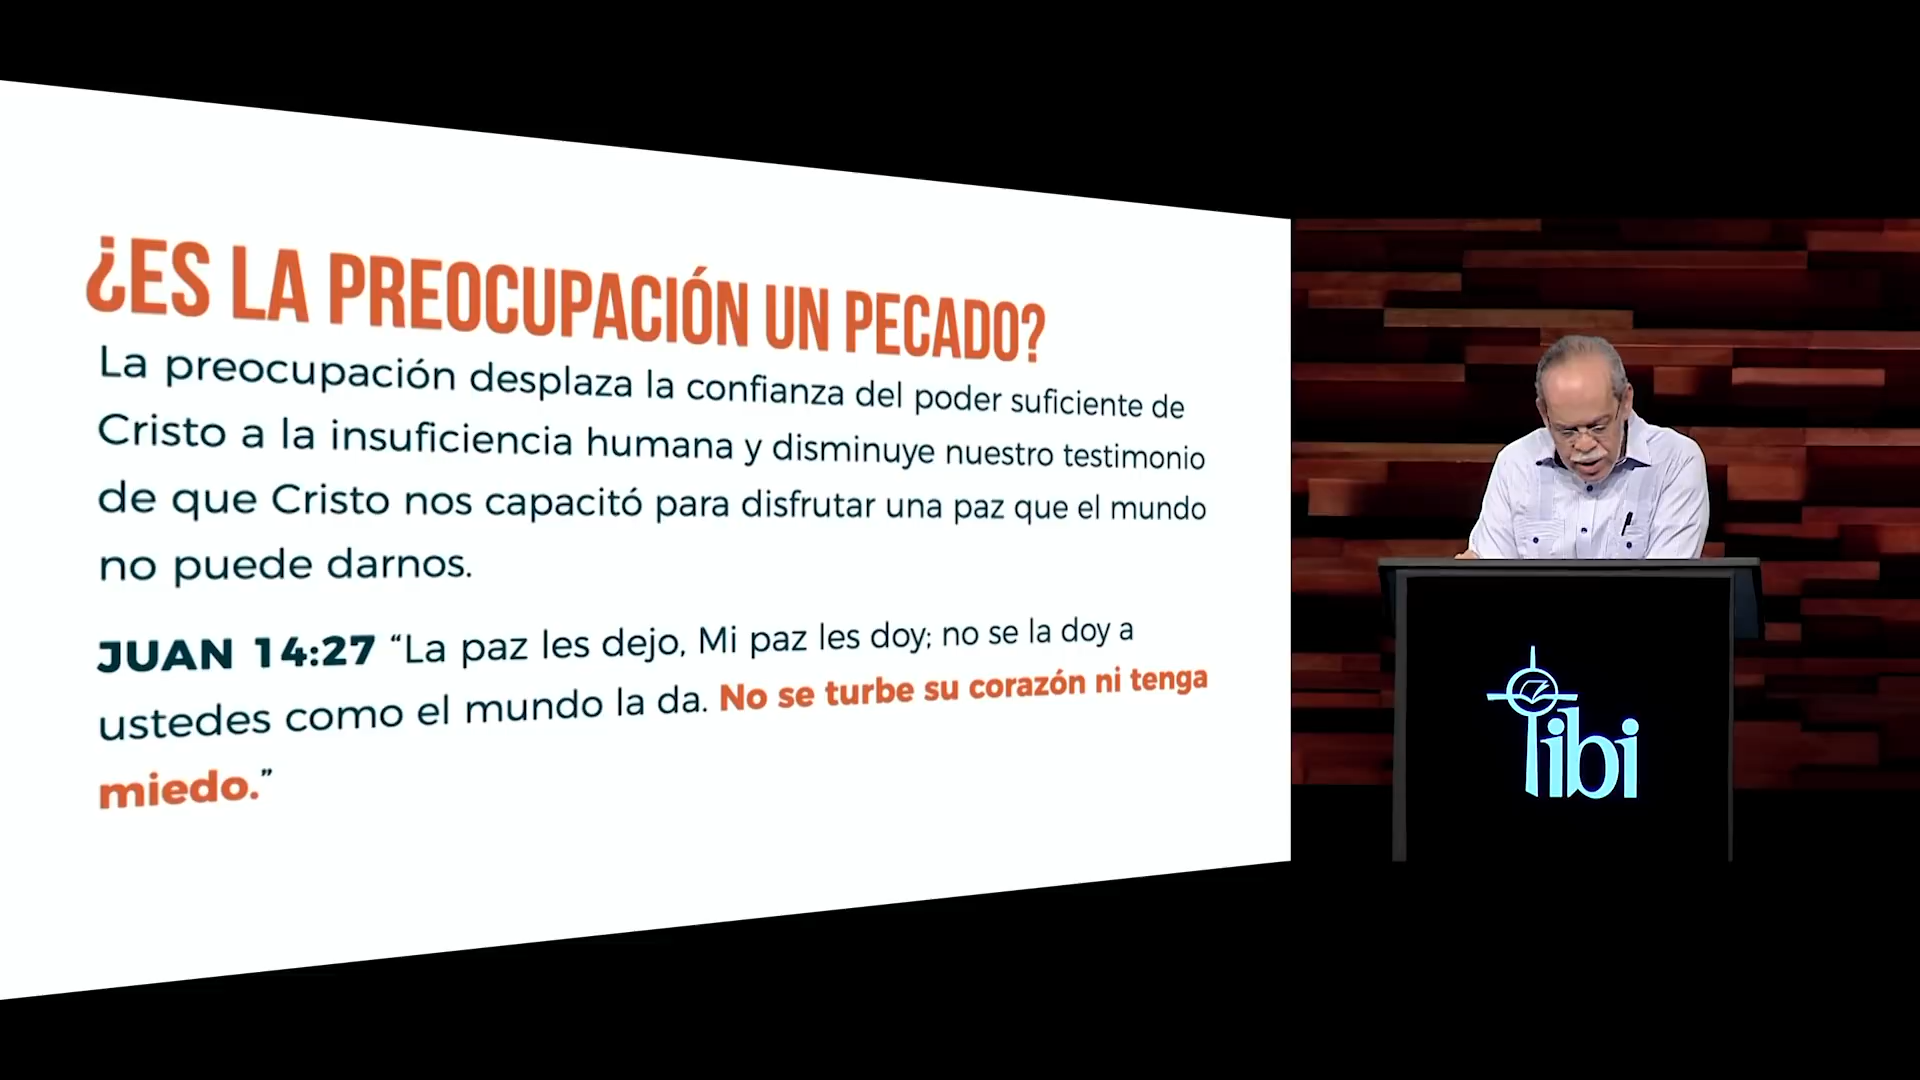 ¿ES LA PREOCUPACIÓN UN PECADO?
La preocupación desplaza la confianza del poder suficiente de
Cristo a la insuficiencia humana y disminuye nuestro testimonio
de que Cristo nos capacitó para disfrutar una paz que el mundo
no puede darnos.
JUAN 14:27 “La paz les dejo, Mi paz les doy; no se la doy a
ustedes como el mundo la da. No se turbe su corazón ni tenga
miedo.”
ibi